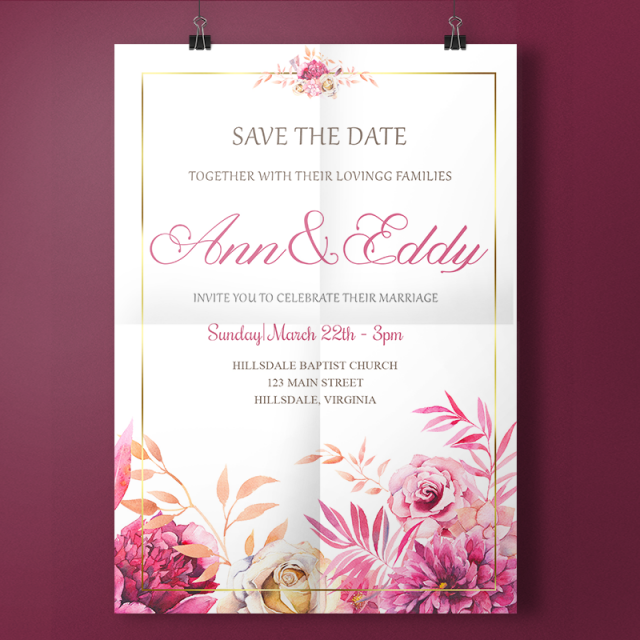 SAVE THE DATE
TOGETHER WITH THEIR LOVINGG FAMILIES
Ann & Eddy
INVITE YOU TO CELEBRATE THEIR MARRIAGE
Sunday|March 22th - 3pm
HILLSDALE BAPTIST CHURCH
123 MAIN STREET
HILLSDALE, VIRGINIA